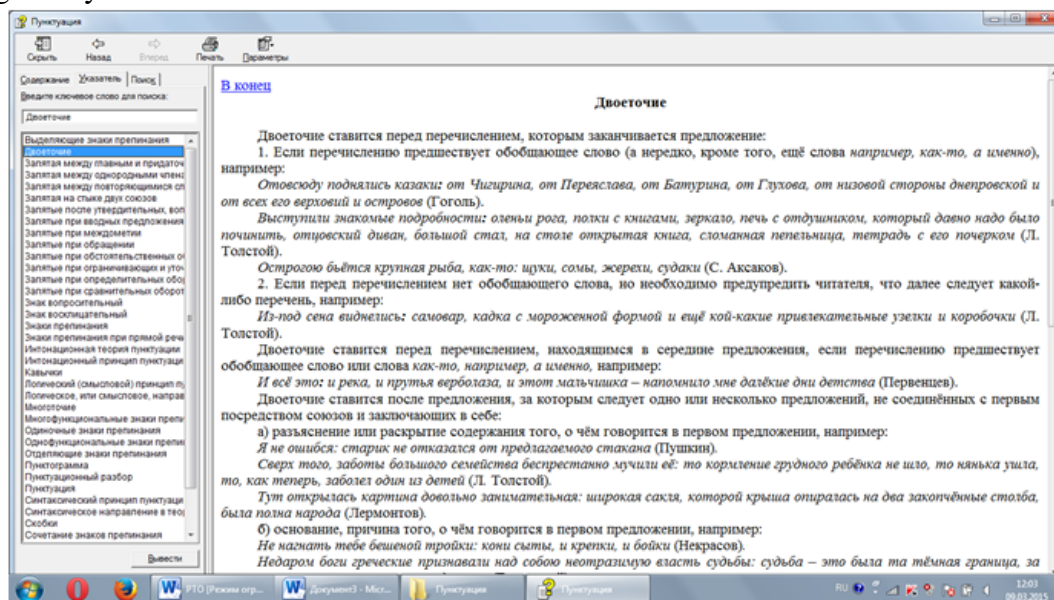 Пунктуация
Скрыть Назад Вперед Печать Параметры
Содержание Указатель Поиск
Введите ключевое слово для поиска:
Двоеточие
Выделяющие знаки препинания
Двоеточие
Запятая между главным и придаточ
Запятая между однородными члена
Запятая между повторяющимися сл
Запятая на стыке двух союзов
Запятые после утвердительных, воп
Запятые при вводных предложения
Запятые при междометии
Запятые при обращении
Запятые при обстоятельственных о
Запятые при ограничивающих и уто
Запятые при определительных обор
Запятые при сравнительных оборот
Знак вопросительный
Знак восклицательный
Знаки препинания
Знаки препинания при прямой реч
Интонационная теория пунктуации
Интонационный принцип пунктуаци
Кавычки
Логический (смысловой) принцип п
Логическое, или смысловое, направ
Многоточие
Многофункциональные знаки препи
Одиночные знаки препинания
Однофункциональные знаки препи
Отделяющие знаки препинания
Пунктограмма
Пунктуационный разбор
Пунктуация
Синтаксический принцип пунктуаци
Синтаксическое направление в тео
Скобки
Сочетание знаков препинания
Вывести
В конец
Двоеточие
Двоеточие ставится перед перечислением, которым заканчивается предложение:
1. Если перечислению предшествует обобщающее слово (а нередко, кроме того, ещё слова например, как-то, а именно),
например:
Отовсюду поднялись казаки: от Чигирина, от Переяслава, от Батурина, от Глухова, от низовой стороны днепровской и
от всех его верховий и островов (Гоголь).
Выступили знакомые подробности: оленьи рога, полки с книгами, зеркало, печь с отдушником, который давно надо было
починить, отцовский диван, большой стал, на столе открытая книга, сломанная пепельница, тетрадь с его почерком (Л.
Толстой).
Острогою бьётся крупная рыба, как-то: щуки, сомы, жерехи, судаки (С. Аксаков).
2. Если перед перечислением нет обобщающего слова, но необходимо предупредить читателя, что далее следует какой-
либо перечень, например:
Из-под сена виднелись: самовар, кадка с мороженной формой и ещё кой-какие привлекательные узелки и коробочки (Л.
Толстой).
Двоеточие ставится перед перечислением, находящимся в середине предложения, если перечислению предшествует
обобщающее слово или слова как-то, например, а именно, например:
И всё это: и река, и прутья верболаза, и этот мальчишка – напомнило мне далёкие дни детства (Первенцев).
Двоеточие ставится после предложения, за которым следует одно или несколько предложений, не соединённых с первым
посредством союзов и заключающих в себе:
а) разъяснение или раскрытие содержания того, о чём говорится в первом предложении, например:
Я не ошибся: старик не отказался от предлагаемого стакана (Пушкин).
Сверх того, заботы большого семейства беспрестанно мучили её: то кормление грудного ребёнка не шло, то нянька ушла,
то, как теперь, заболел один из детей (Л. Толстой).
Тут открылась картина довольно занимательная: широкая сакля, которой крыша опиралась на два закопчённые столба,
была полна народа (Лермонтов).
б) основание, причина того, о чём говорится в первом предложении, например:
Не нагнать тебе бешеной тройки: кони сыты, и крепки, и бойки (Некрасов).
Недаром боги греческие признавали над собою неотразимую власть судьбы: судьба – это была та тёмная граница, за
РТО [Режим огр... Документ3 - Micr... Пунктуация Пунктуация RU 12:03
09.03.2015